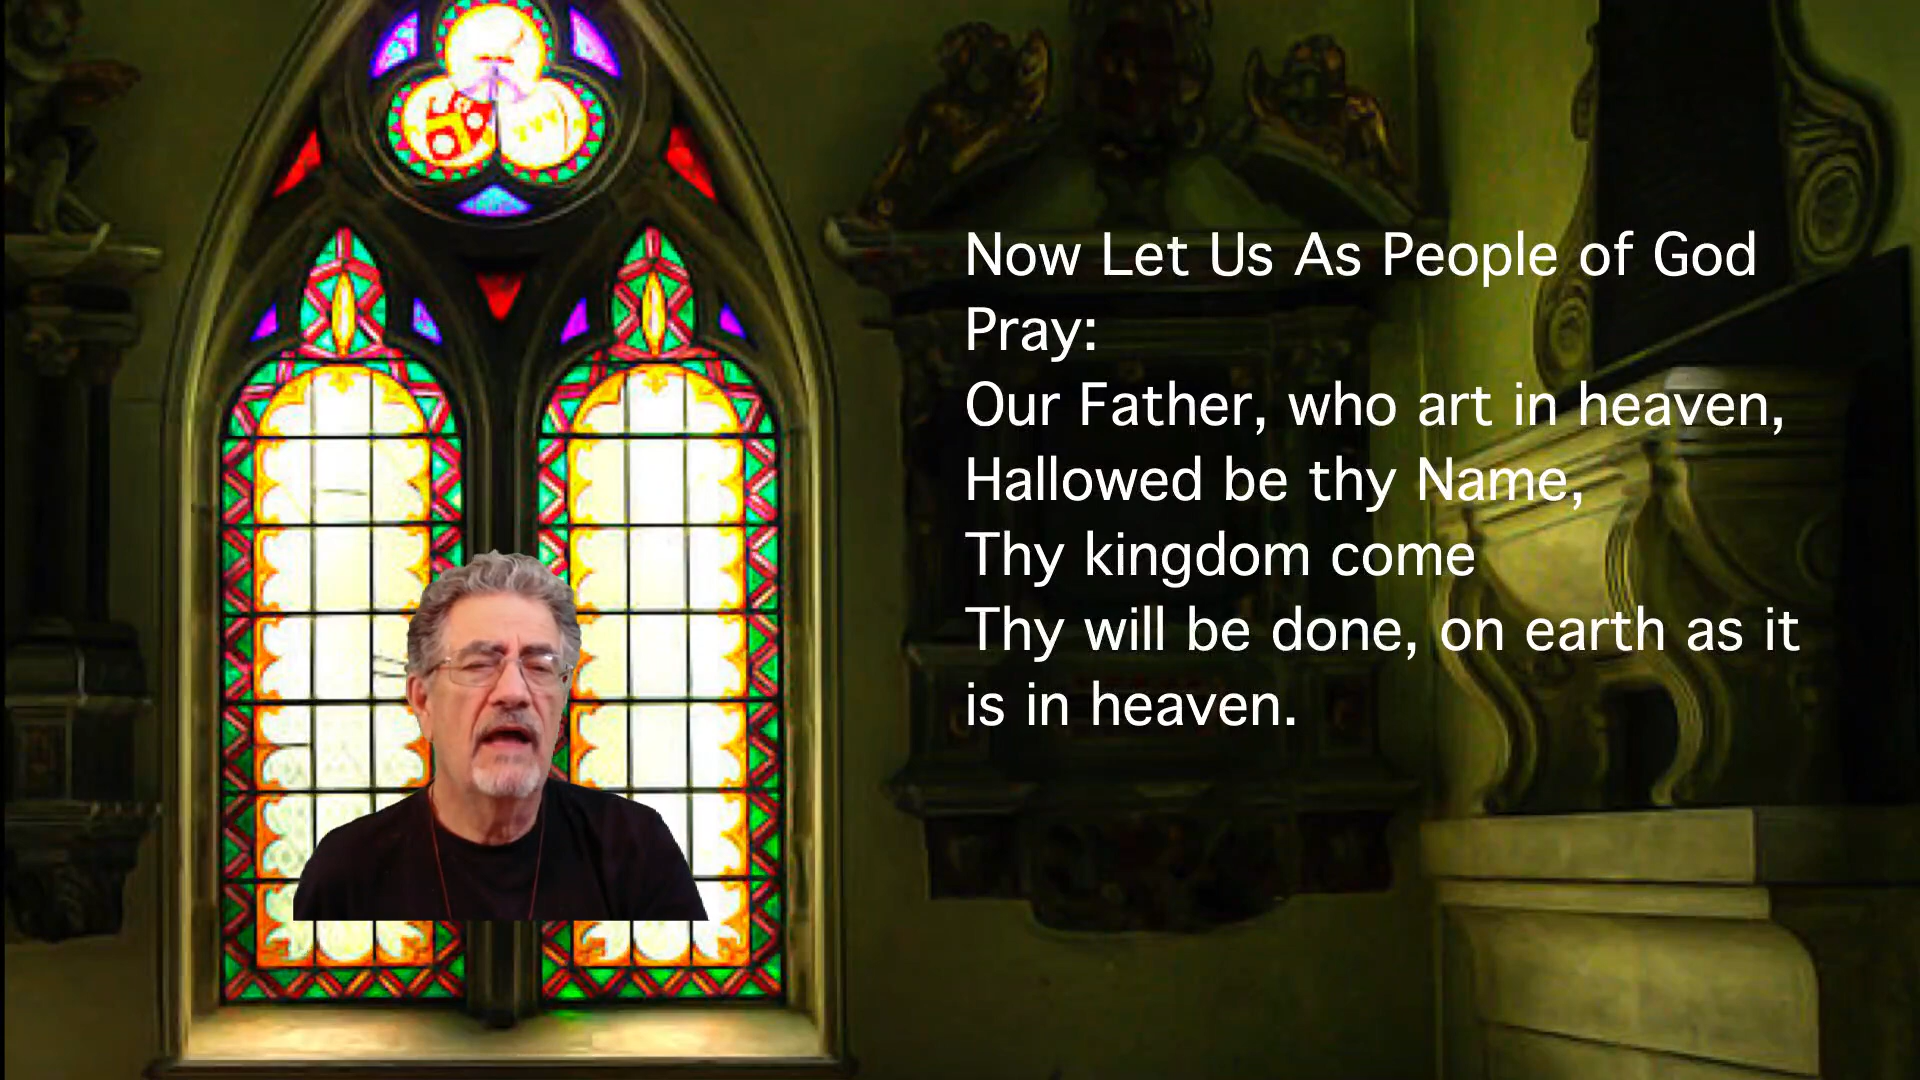 Now Let Us As People of God
Pray:
Our Father, who art in heaven,
Hallowed be thy Name,
Thy kingdom come
Thy will be done, on earth as it
is in heaven.